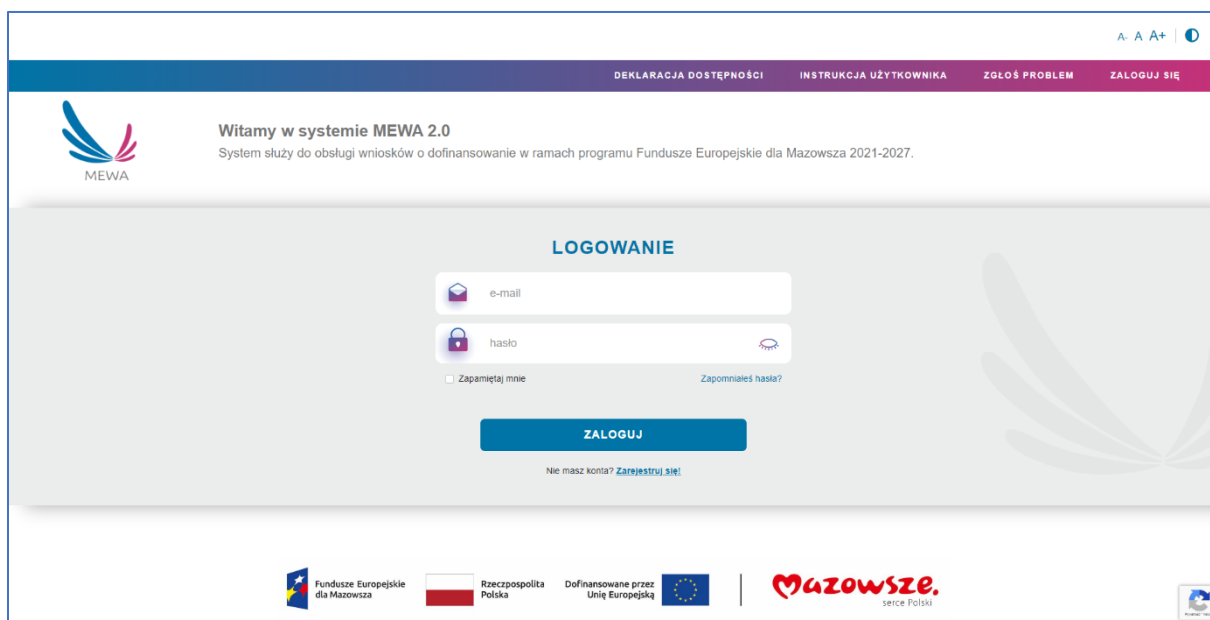 A- A A+
DEKLARACJA DOSTĘPNOŚCI INSTRUKCJA UŻYTKOWNIKA ZGŁOŚ PROBLEM ZALOGUJ SIĘ
MEWA
Witamy w systemie MEWA 2.0
System służy do obsługi wniosków o dofinansowanie w ramach programu Fundusze Europejskie dla Mazowsza 2021-2027.
LOGOWANIE
e-mail
hasło
Zapamiętaj mnie Zapomniałeś hasła?
ZALOGUJ
Nie masz konta? Zarejestruj się!
Fundusze Europejskie
dla Mazowsza
Rzeczpospolita
Polska
Dofinansowane przez
Unię Europejską
Mazowsze.
serce Polski